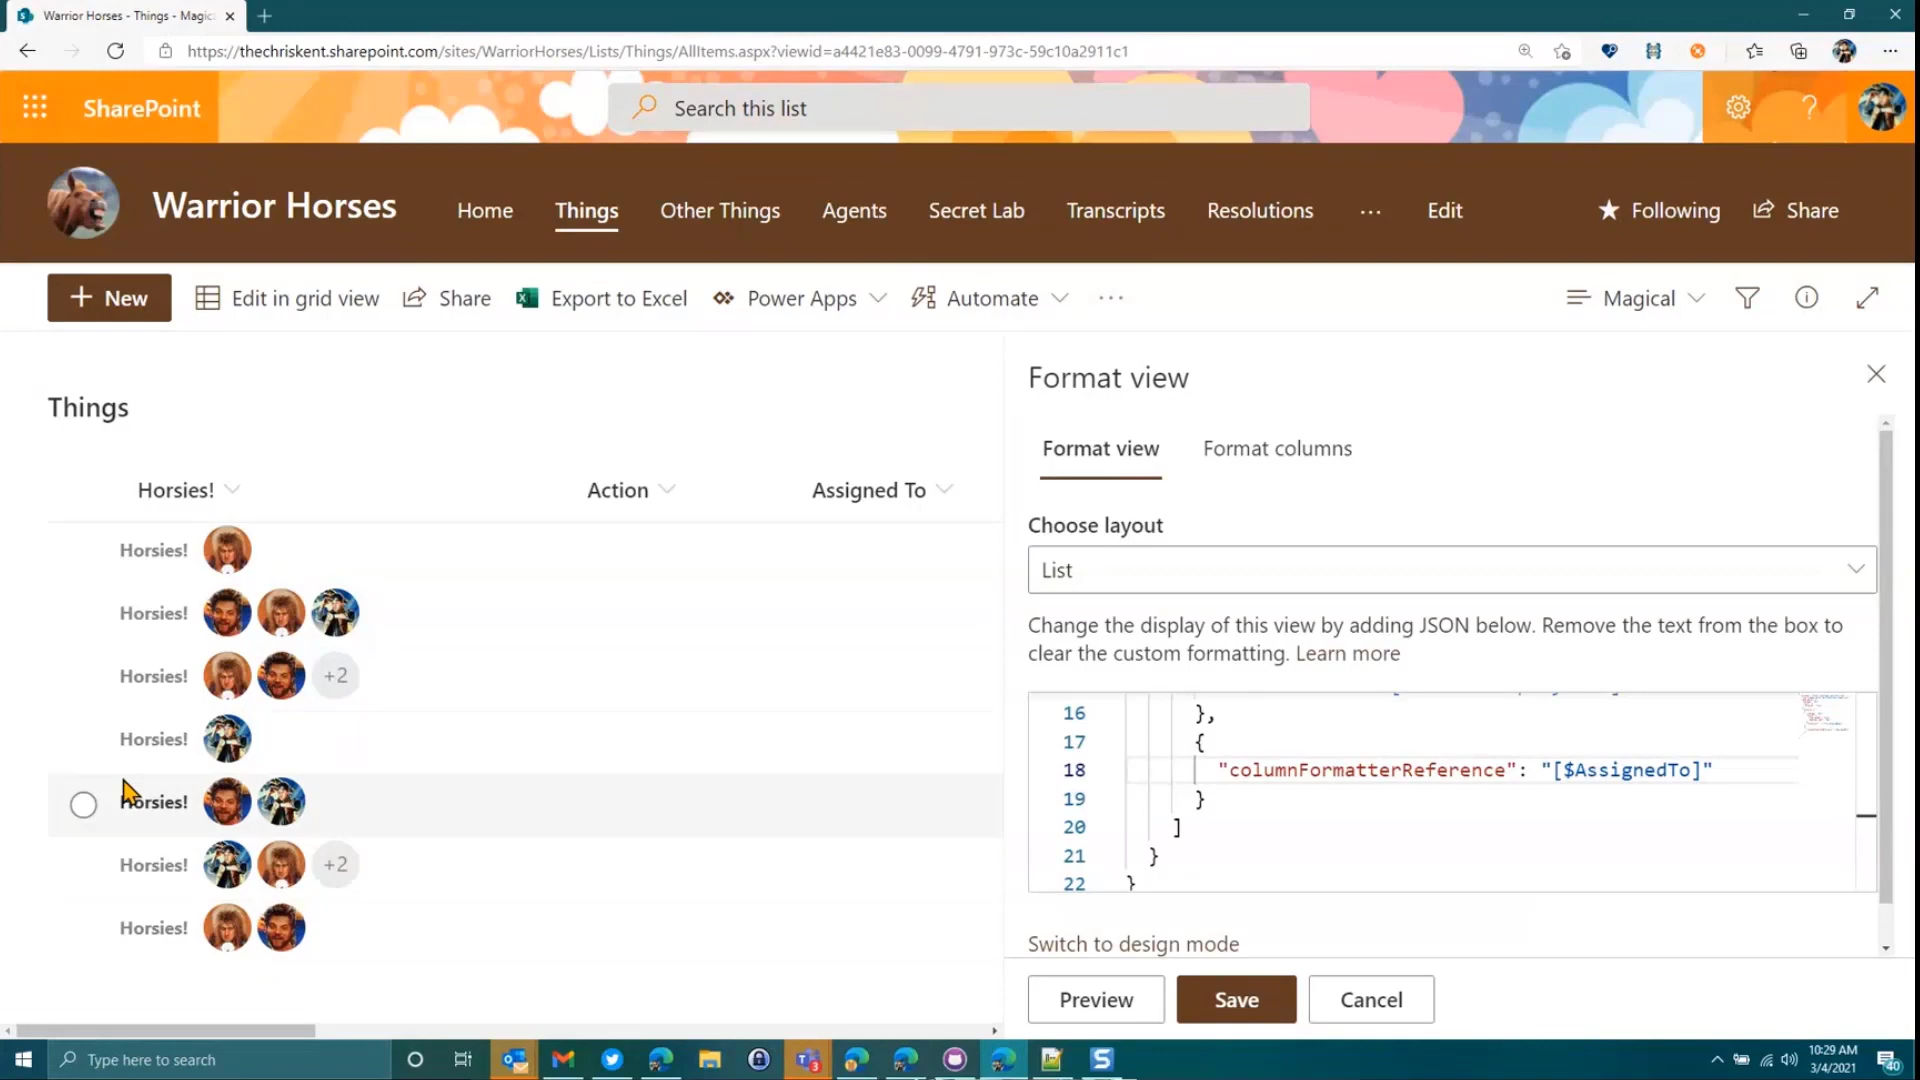 Warrior Horses - Things - Magic
https://thechriskent.sharepoint.com/sites/WarriorHorses/Lists/Things/AllItems.aspx?viewid=a4421e83-0099-4791-973c-59c10a2911c1
SharePoint
Search this list
Warrior Horses
Home
Things
Other Things
Agents
Secret Lab
Transcripts
Resolutions
...
Edit
Following
Share
+ New
Edit in grid view
Share
Export to Excel
Power Apps
Automate
...
Magical
Things
Horsies!
Action
Assigned To
Horsies!
Horsies!
Horsies! +2
Horsies!
Horsies!
Horsies! +2
Horsies!
Format view
Format view
Format columns
Choose layout
List
Change the display of this view by adding JSON below. Remove the text from the box to
clear the custom formatting. Learn more
16 },
17 {
18 "columnFormatterReference": "[$AssignedTo]"
19 }
20 ]
21 }
22 }
Switch to design mode
Preview
Save
Cancel
Type here to search
3
10:29 AM
3/4/2021
40